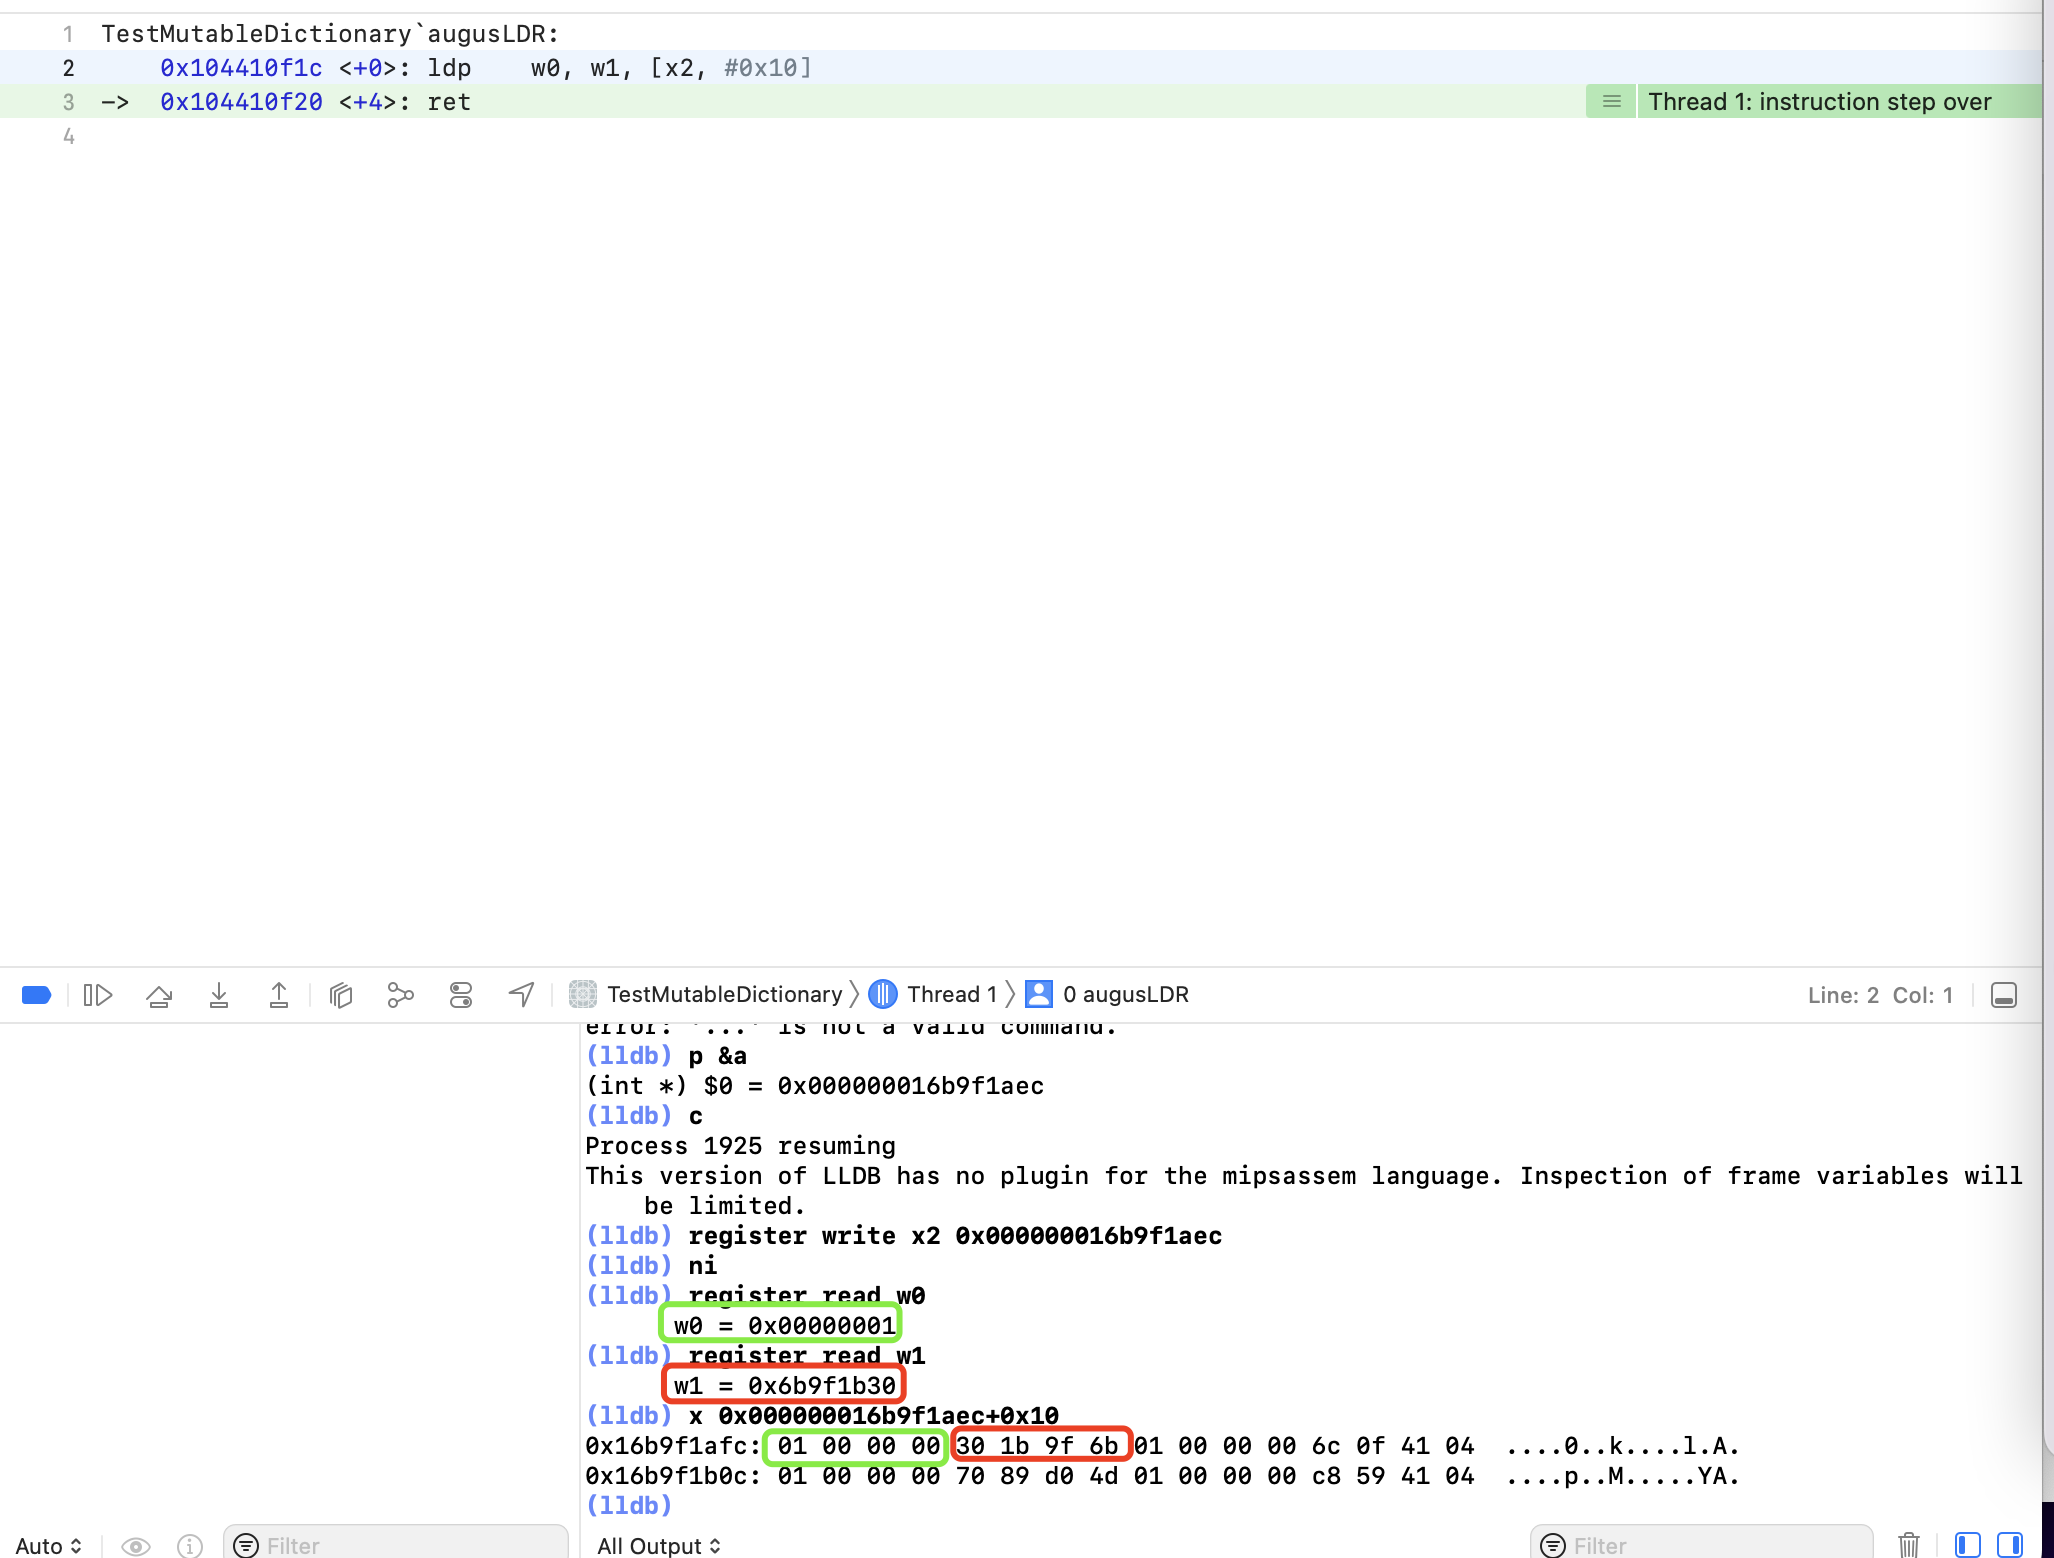 1 TestMutableDictionary`augusLDR:
2 0x104410f1c <+0>: ldp w0, w1, [x2, #0x10]
3 -> 0x104410f20 <+4>: ret Thread 1: instruction step over
4
TestMutableDictionary Thread 1 0 augusLDR Line: 2 Col: 1
error: '...' is not a valid command.
(lldb) p &a
(int *) $0 = 0x000000016b9f1aec
(lldb) c
Process 1925 resuming
This version of LLDB has no plugin for the mipsassem language. Inspection of frame variables will
be limited.
(lldb) register write x2 0x000000016b9f1aec
(lldb) ni
(lldb) register read w0
w0 = 0x00000001
(lldb) register read w1
w1 = 0x6b9f1b30
(lldb) x 0x000000016b9f1aec+0x10
0x16b9f1afc: 01 00 00 00 30 1b 9f 6b 01 00 00 00 6c 0f 41 04 ....0..k....l.A.
0x16b9f1b0c: 01 00 00 00 70 89 d0 4d 01 00 00 00 c8 59 41 04 ....p..M.....YA.
(lldb)
Auto Filter All Output Filter